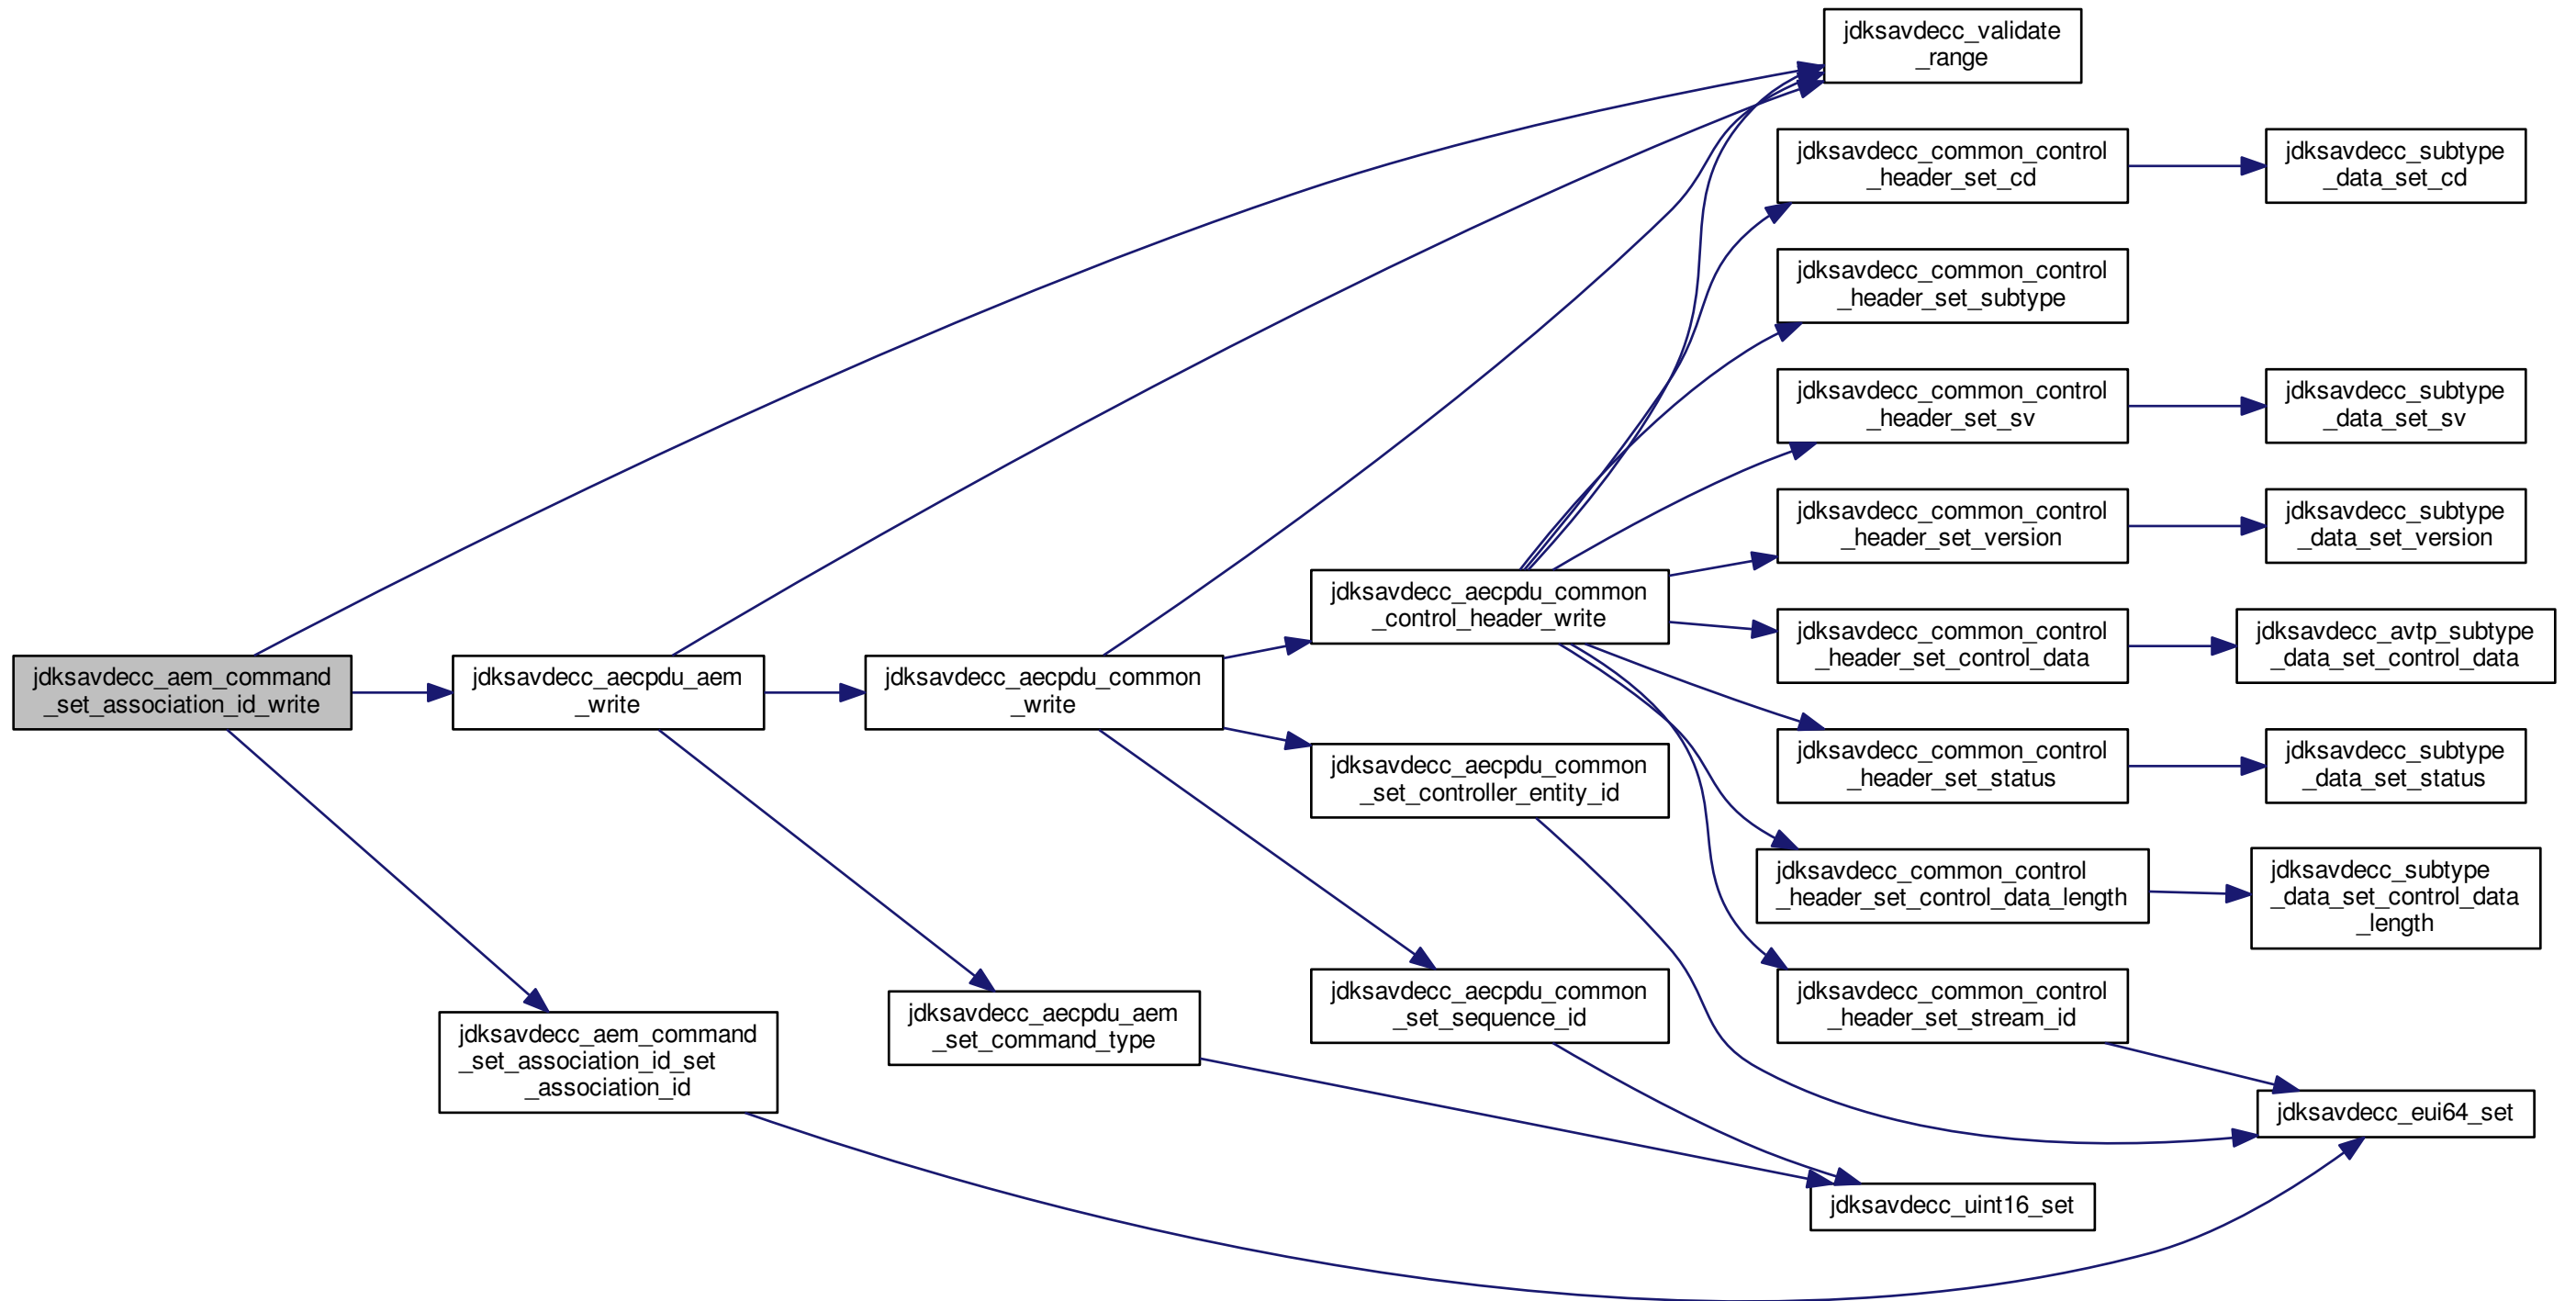 jdksavdecc_aem_command
_set_association_id_write
jdksavdecc_aecpdu_aem
_write
jdksavdecc_aem_command
_set_association_id_set
_association_id
jdksavdecc_aecpdu_common
_write
jdksavdecc_aecpdu_aem
_set_command_type
jdksavdecc_aecpdu_common
_control_header_write
jdksavdecc_aecpdu_common
_set_controller_entity_id
jdksavdecc_aecpdu_common
_set_sequence_id
jdksavdecc_validate
_range
jdksavdecc_common_control
_header_set_cd
jdksavdecc_common_control
_header_set_subtype
jdksavdecc_common_control
_header_set_sv
jdksavdecc_common_control
_header_set_version
jdksavdecc_common_control
_header_set_control_data
jdksavdecc_common_control
_header_set_status
jdksavdecc_common_control
_header_set_control_data_length
jdksavdecc_common_control
_header_set_stream_id
jdksavdecc_uint16_set
jdksavdecc_subtype
_data_set_cd
jdksavdecc_subtype
_data_set_sv
jdksavdecc_subtype
_data_set_version
jdksavdecc_avtp_subtype
_data_set_control_data
jdksavdecc_subtype
_data_set_status
jdksavdecc_subtype
_data_set_control_data
_length
jdksavdecc_eui64_set